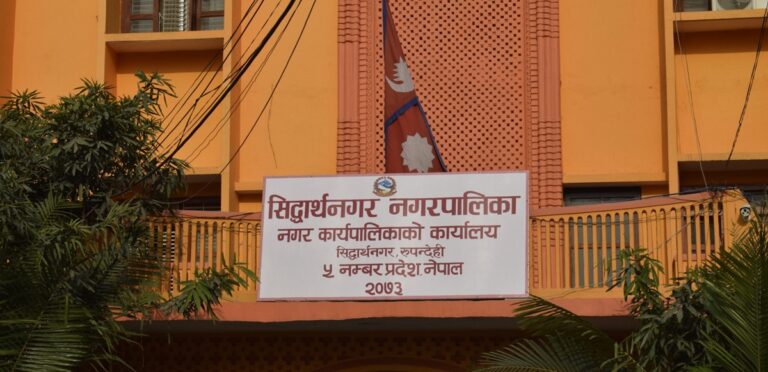 सिद्धार्थनगर नगरपालिका
नगर कार्यपालिकाको कार्यालय
सिद्धार्थनगर, रुपन्देही
५ नम्बर प्रदेश, नेपाल
२०७३